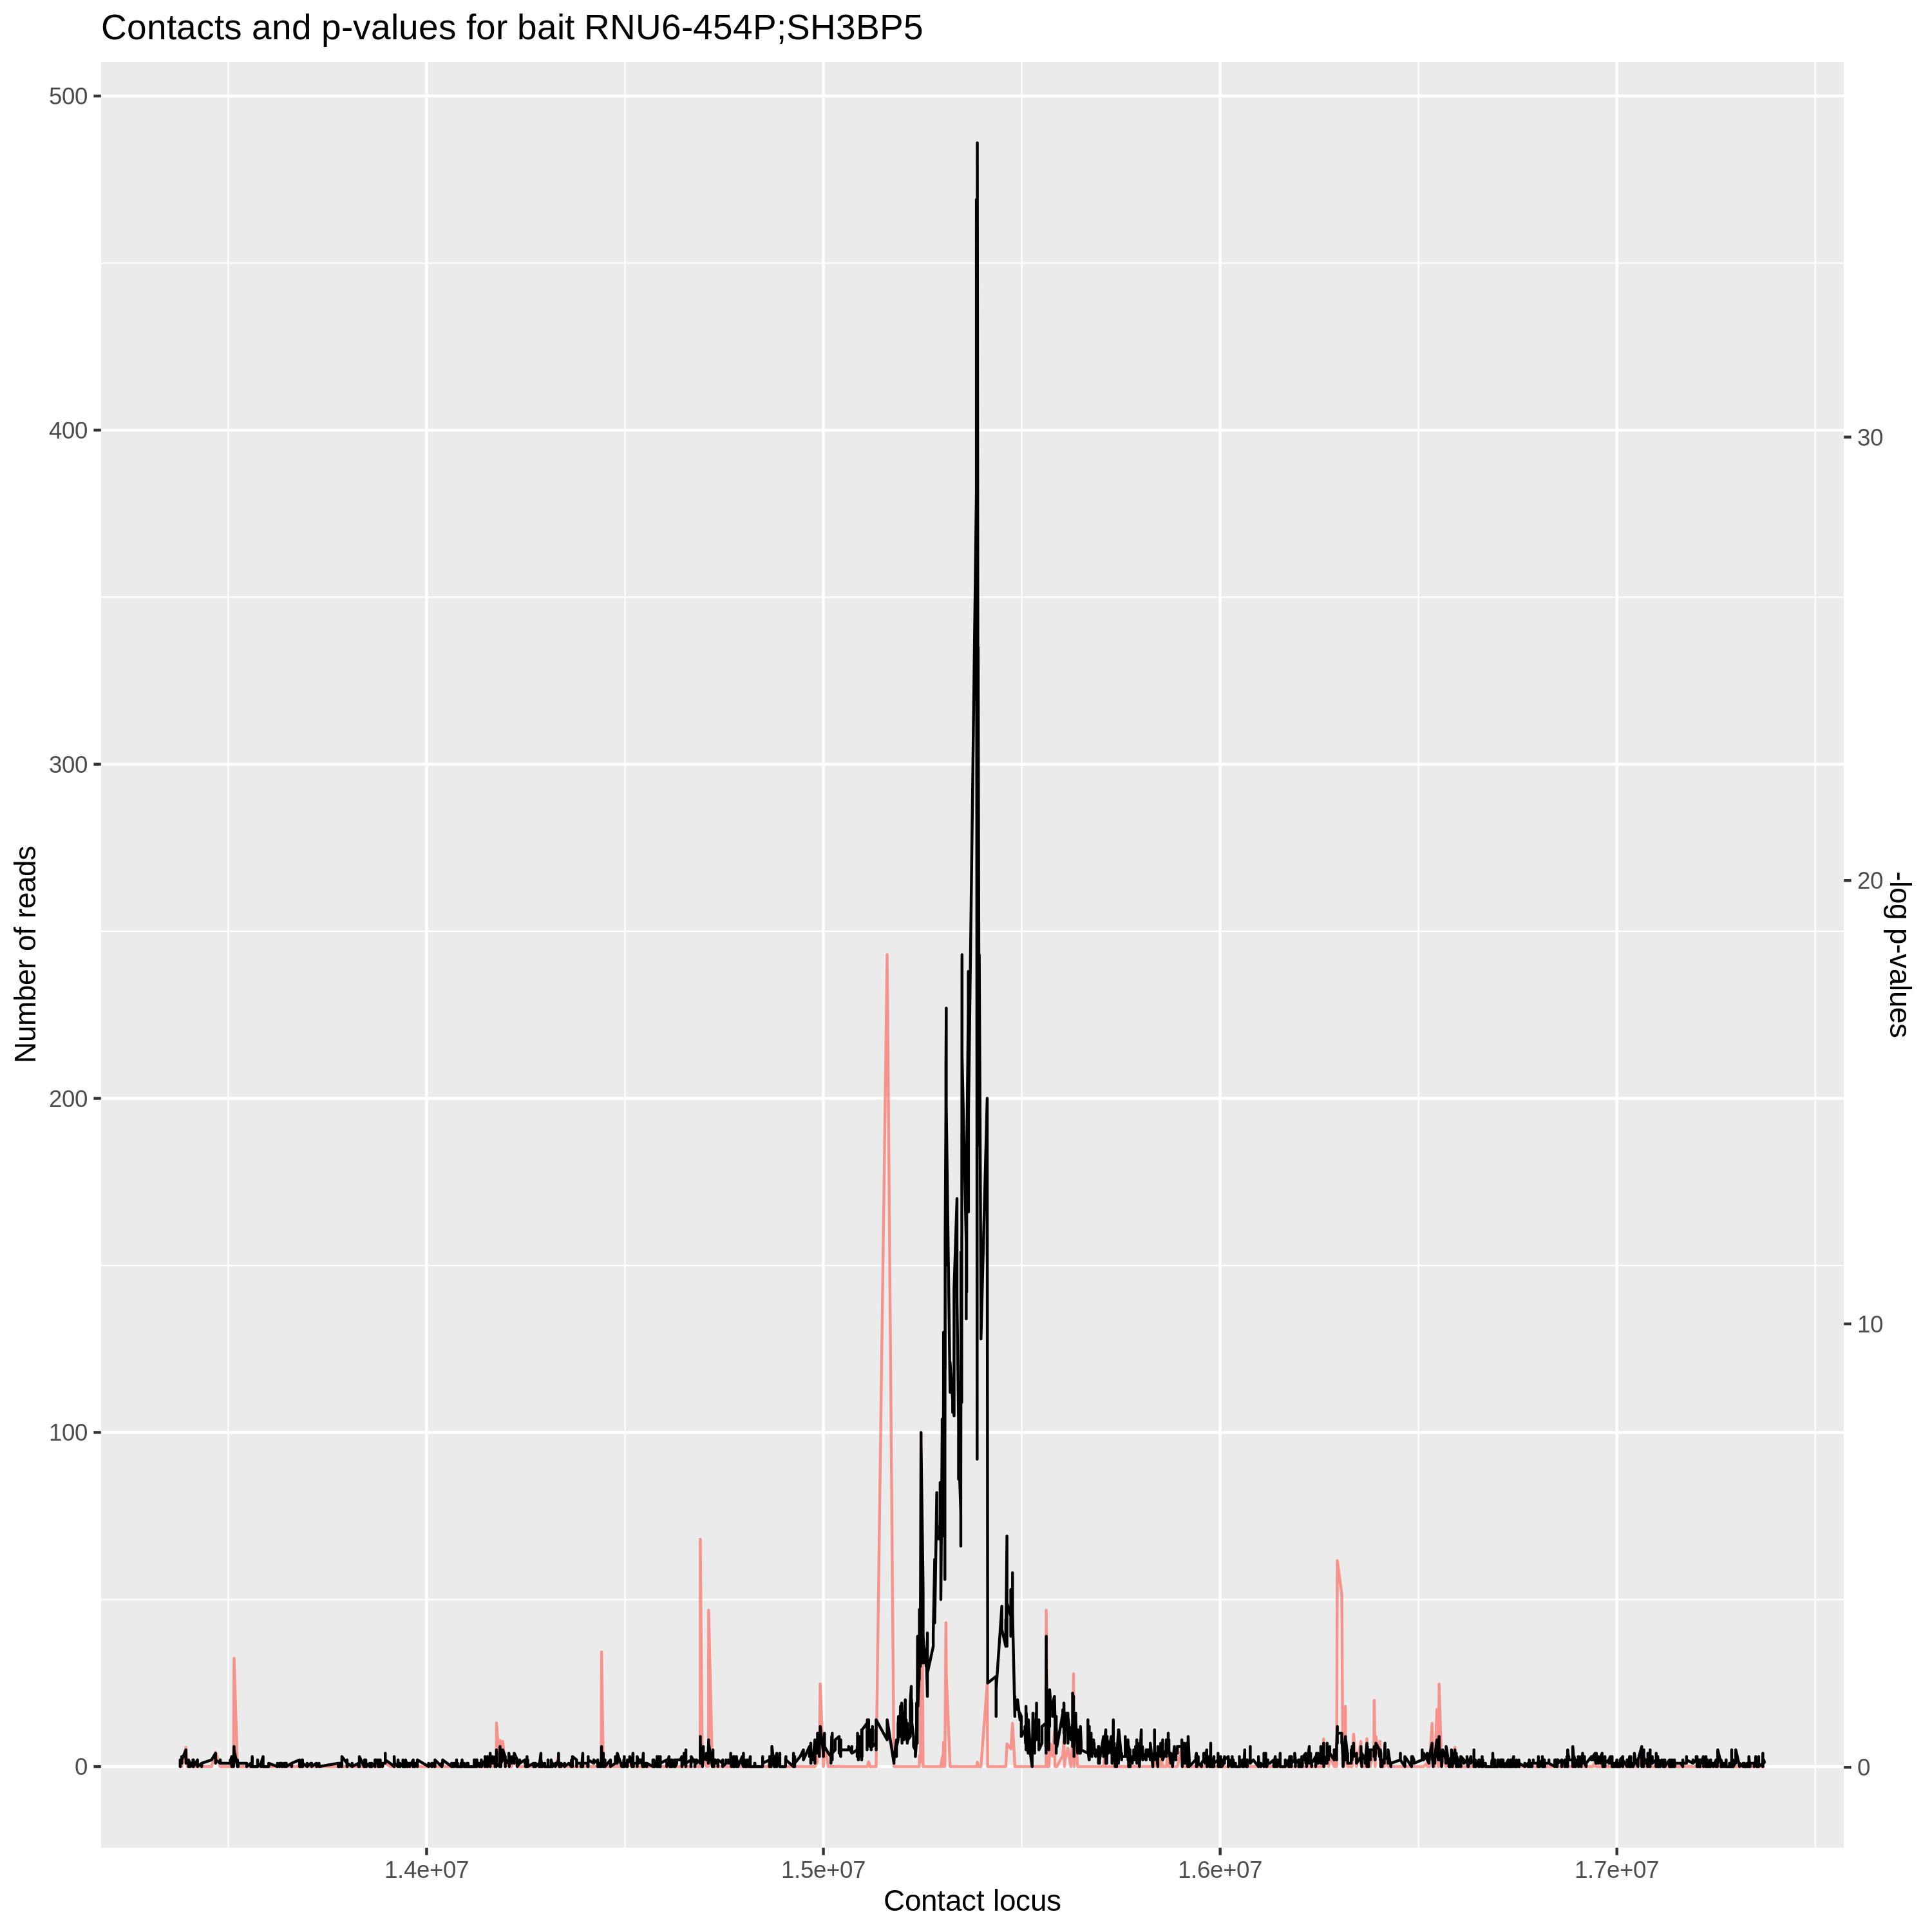 Contacts and p-values for bait RNU6-454P;SH3BP5
500
400
300
200
100
0
Number of reads
30
20
10
0
-log p-values
1.4e+07 1.5e+07 1.6e+07 1.7e+07
Contact locus